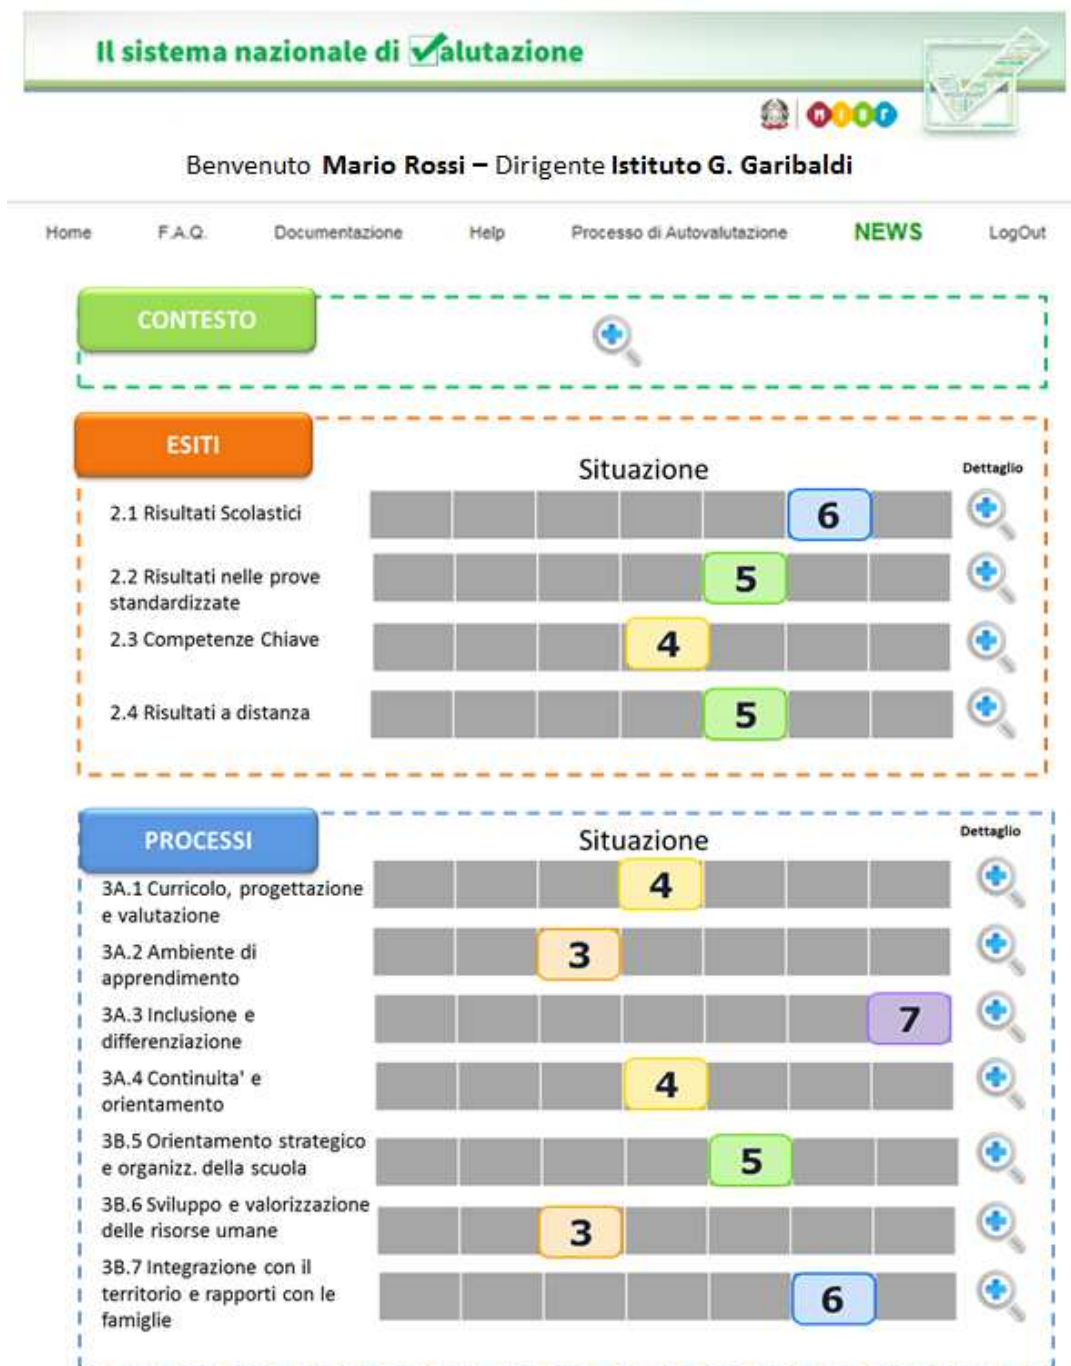 Il sistema nazionale di Valutazione
MIUR
Benvenuto Mario Rossi – Dirigente Istituto G. Garibaldi
Home F.A.Q. Documentazione Help Processo di Autovalutazione NEWS LogOut
CONTESTO
ESITI
Situazione Dettaglio
2.1 Risultati Scolastici 6
2.2 Risultati nelle prove
standardizzate 5
2.3 Competenze Chiave 4
2.4 Risultati a distanza 5
PROCESSI
Situazione Dettaglio
3A.1 Curricolo, progettazione
e valutazione 4
3A.2 Ambiente di
apprendimento 3
3A.3 Inclusione e
differenziazione 7
3A.4 Continuita' e
orientamento 4
3B.5 Orientamento strategico
e organizz. della scuola 5
3B.6 Sviluppo e valorizzazione
delle risorse umane 3
3B.7 Integrazione con il
territorio e rapporti con le
famiglie 6